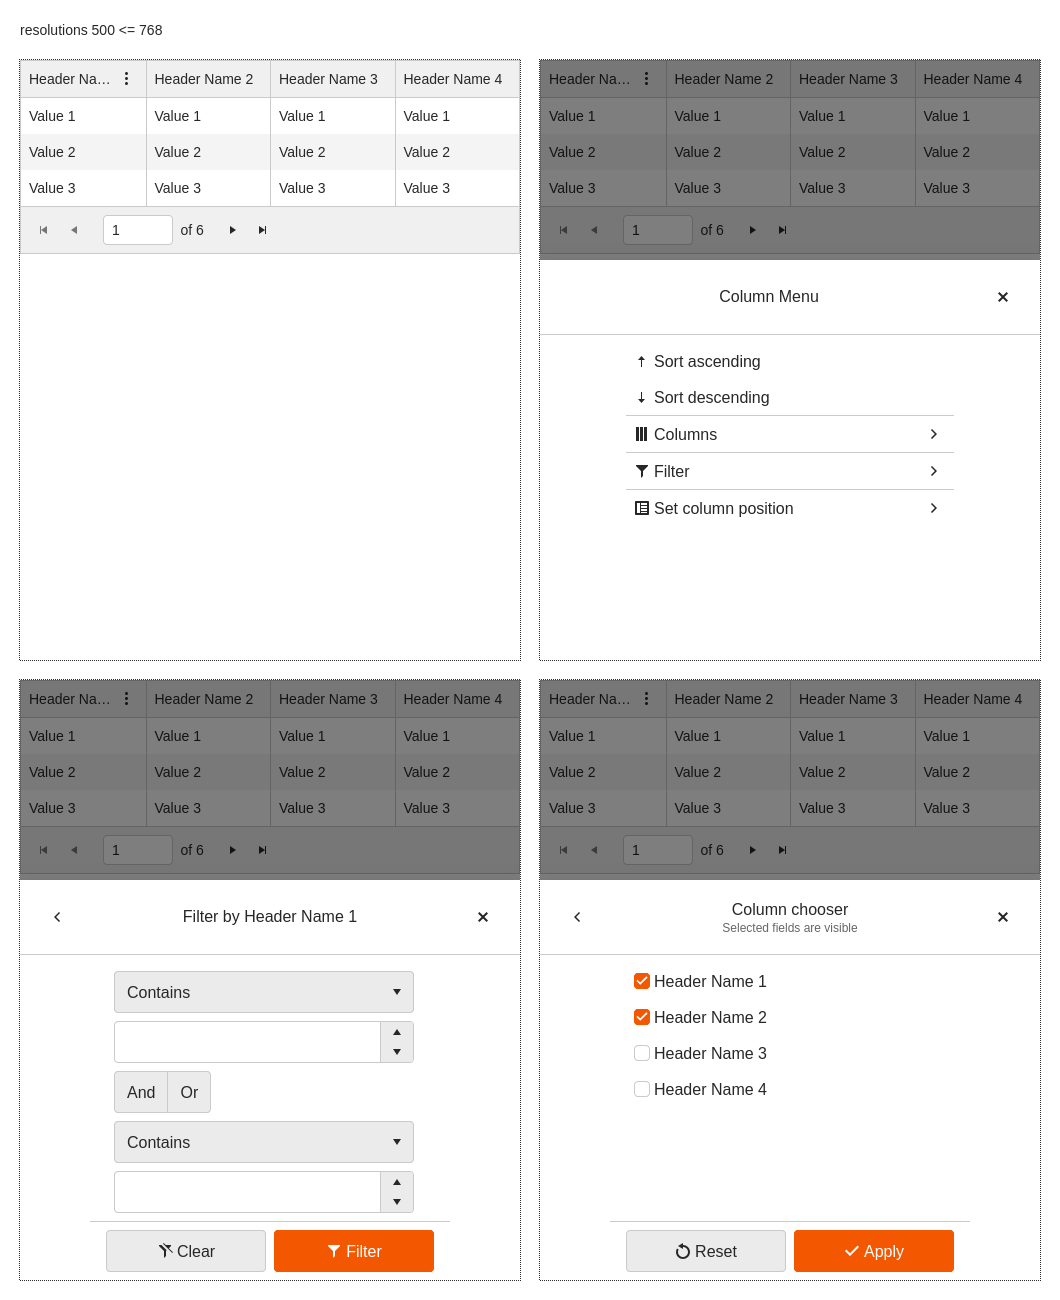 resolutions 500 <= 768
Header Na… Header Name 2 Header Name 3 Header Name 4
Value 1 Value 1 Value 1 Value 1
Value 2 Value 2 Value 2 Value 2
Value 3 Value 3 Value 3 Value 3
1 of 6
Header Na… Header Name 2 Header Name 3 Header Name 4
Value 1 Value 1 Value 1 Value 1
Value 2 Value 2 Value 2 Value 2
Value 3 Value 3 Value 3 Value 3
1 of 6
Column Menu
Sort ascending
Sort descending
Columns
Filter
Set column position
Header Na… Header Name 2 Header Name 3 Header Name 4
Value 1 Value 1 Value 1 Value 1
Value 2 Value 2 Value 2 Value 2
Value 3 Value 3 Value 3 Value 3
1 of 6
Filter by Header Name 1
Contains
And Or
Contains
Clear Filter
Header Na… Header Name 2 Header Name 3 Header Name 4
Value 1 Value 1 Value 1 Value 1
Value 2 Value 2 Value 2 Value 2
Value 3 Value 3 Value 3 Value 3
1 of 6
Column chooser
Selected fields are visible
Header Name 1
Header Name 2
Header Name 3
Header Name 4
Reset Apply